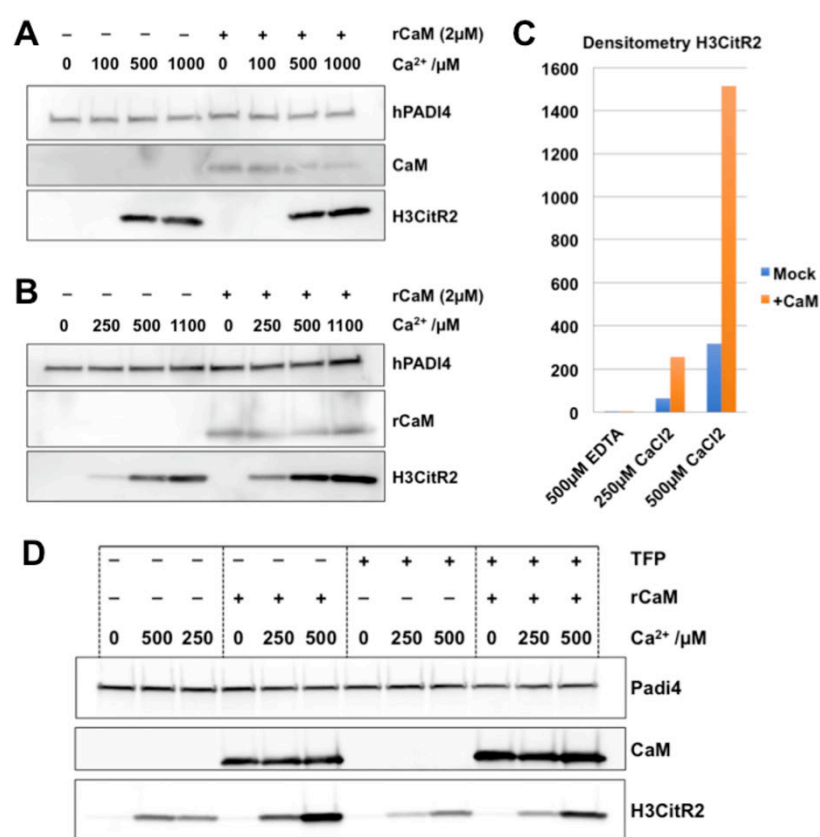 A
– – – – + + + + rCaM (2µM)
0 100 500 1000 0 100 500 1000 Ca²⁺ /µM
hPADI4
CaM
H3CitR2
B
– – – – + + + + rCaM (2µM)
0 250 500 1100 0 250 500 1100 Ca²⁺ /µM
hPADI4
rCaM
H3CitR2
C
Densitometry H3CitR2
1600
1400
1200
1000
800
600
400
200
0
500µM EDTA
250µM CaCl2
500µM CaCl2
Mock
+CaM
D
– – – – – – + + + + + + TFP
– – – + + + – – – + + + rCaM
0 500 250 0 250 500 0 250 500 0 250 500 Ca²⁺ /µM
Padi4
CaM
H3CitR2